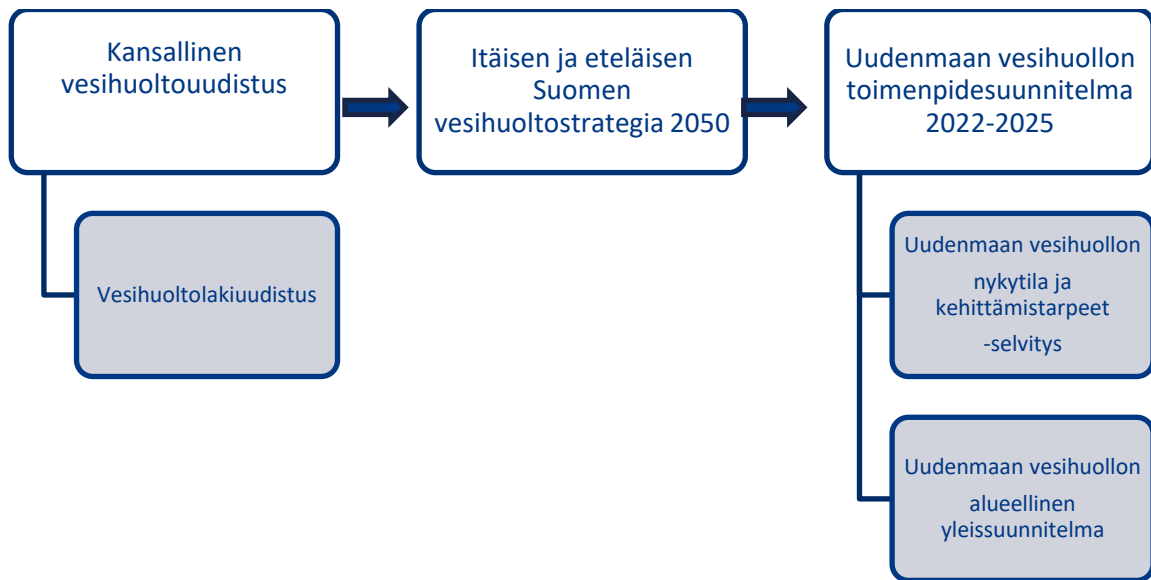 Kansallinen
vesihuoltouudistus
Itäisen ja eteläisen
Suomen
vesihuoltostrategia 2050
Uudenmaan vesihuollon
toimenpidesuunnitelma
2022-2025
Vesihuoltolakiuudistus
Uudenmaan vesihuollon
nykytila ja
kehittämistarpeet
-selvitys
Uudenmaan vesihuollon
alueellinen
yleissuunnitelma